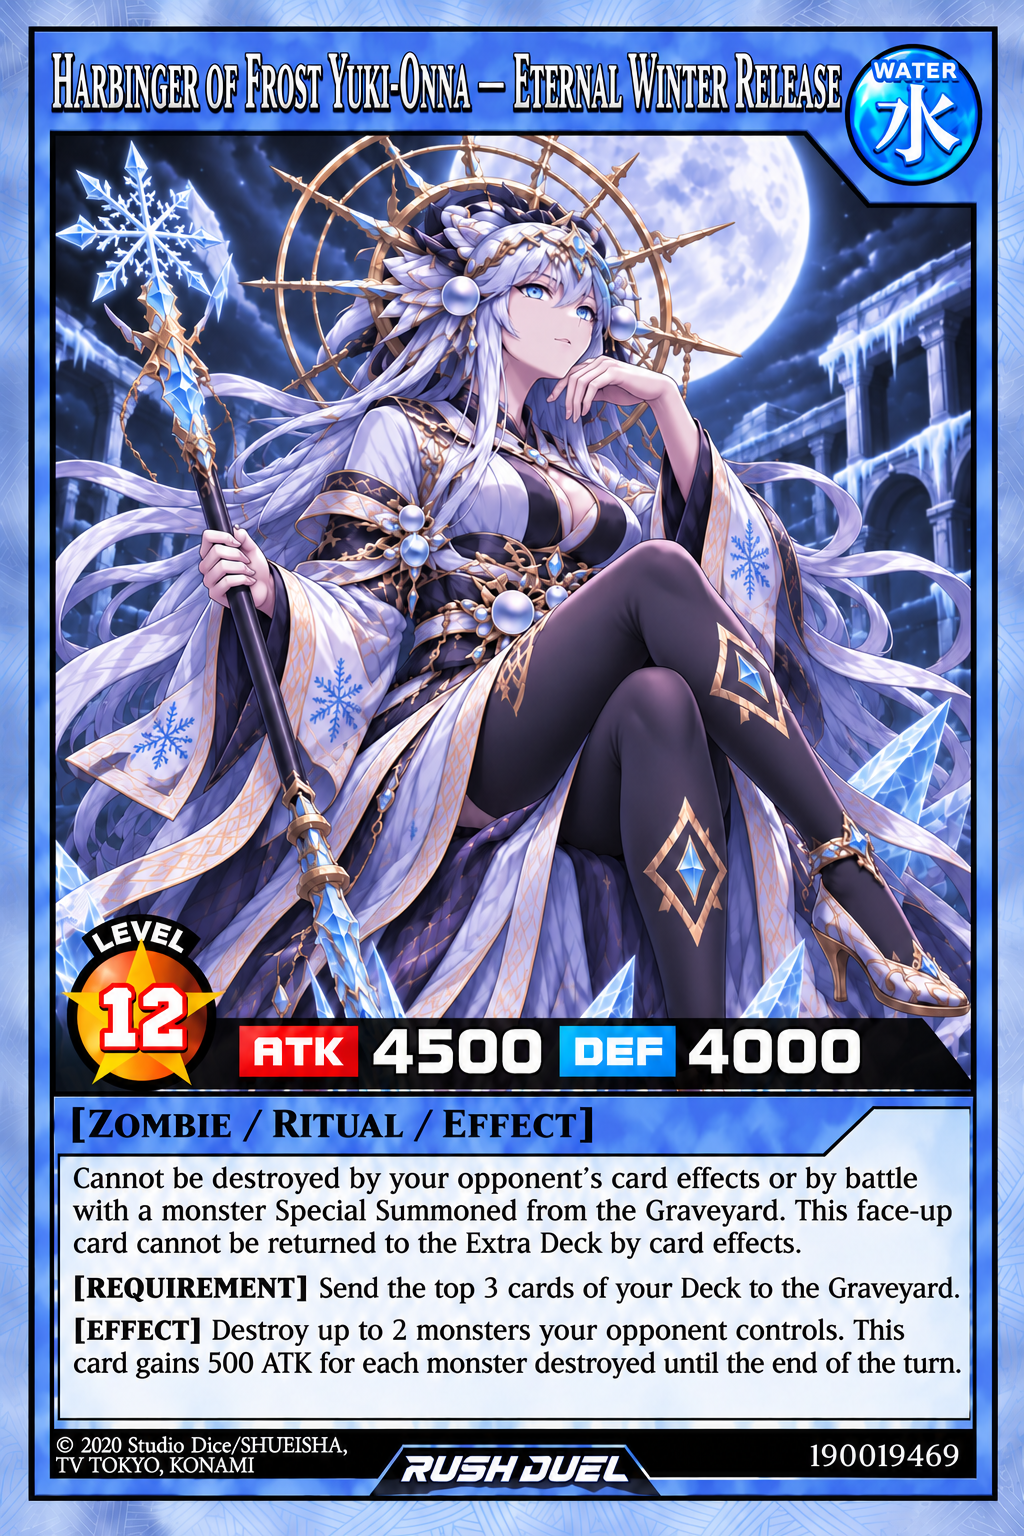 Harbinger of Frost Yuki-Onna — Eternal Winter Release
WATER
水
LEVEL
12
ATK 4500 DEF 4000
[Zombie / Ritual / Effect]
Cannot be destroyed by your opponent's card effects or by battle
with a monster Special Summoned from the Graveyard. This face-up
card cannot be returned to the Extra Deck by card effects.
[REQUIREMENT] Send the top 3 cards of your Deck to the Graveyard.
[EFFECT] Destroy up to 2 monsters your opponent controls. This
card gains 500 ATK for each monster destroyed until the end of the turn.
© 2020 Studio Dice/SHUEISHA,
TV TOKYO, KONAMI
RUSH DUEL
190019469